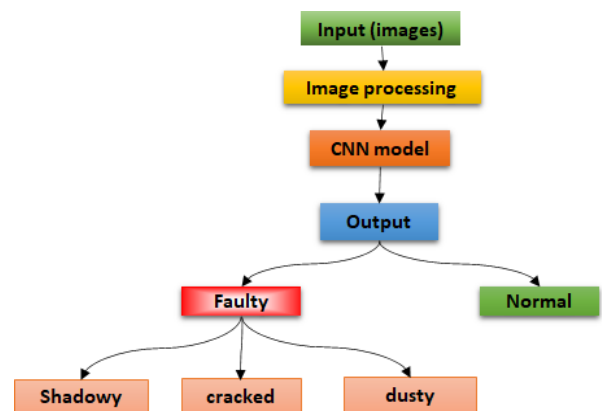 Input (images)
Image processing
CNN model
Output
Faulty
Normal
Shadowy
cracked
dusty